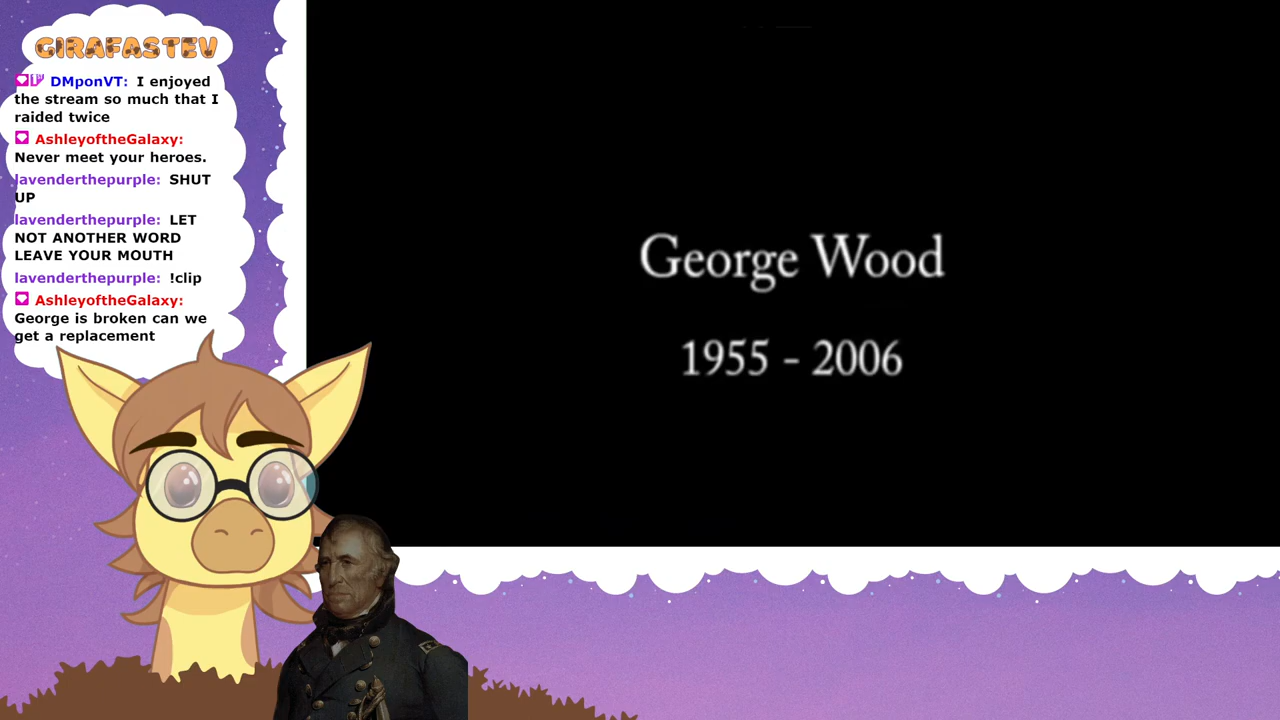 GIRAFASTEV
DMponVT: I enjoyed
the stream so much that I
raided twice
AshleyoftheGalaxy:
Never meet your heroes.
lavenderthepurple: SHUT
UP
lavenderthepurple: LET
NOT ANOTHER WORD
LEAVE YOUR MOUTH
lavenderthepurple: !clip
AshleyoftheGalaxy:
George is broken can we
get a replacement
George Wood
1955 - 2006